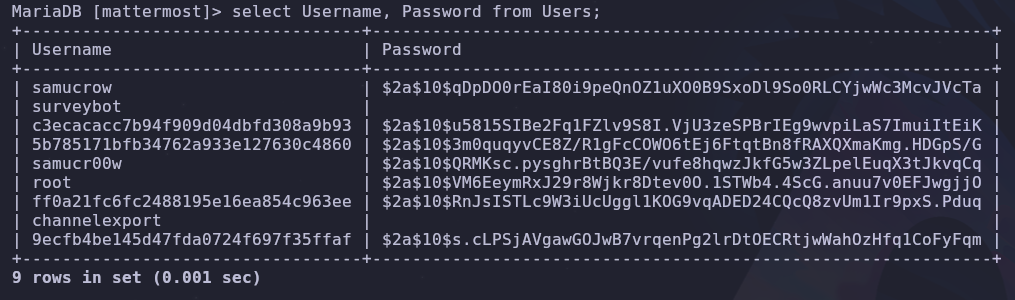 MariaDB [mattermost]> select Username, Password from Users;
+----------------------------------+--------------------------------------------------------------+
| Username                         | Password                                                     |
+----------------------------------+--------------------------------------------------------------+
| samucrow                         | $2a$10$qDpDO0rEaI80i9peQnOZ1uXO0B9SxoDl9So0RLCYjwWc3McvJVcTa |
| surveybot                        |                                                              |
| c3ecacacc7b94f909d04dbfd308a9b93 | $2a$10$u5815SIBe2Fq1FZlv9S8I.VjU3zeSPBrIEg9wvpiLaS7ImuiItEiK |
| 5b785171bfb34762a933e127630c4860 | $2a$10$3m0quqyvCE8Z/R1gFcCOWO6tEj6FtqtBn8fRAXQXmaKmg.HDGpS/G |
| samucr00w                        | $2a$10$QRMKsc.pysghrBtBQ3E/vufe8hqwzJkfG5w3ZLpelEuqX3tJkvqCq |
| root                             | $2a$10$VM6EeymRxJ29r8Wjkr8Dtev0O.1STWb4.4ScG.anuu7v0EFJwgjjO |
| ff0a21fc6fc2488195e16ea854c963ee | $2a$10$RnJsISTLc9W3iUcUggl1KOG9vqADED24CQcQ8zvUm1Ir9pxS.Pduq |
| channelexport                    |                                                              |
| 9ecfb4be145d47fda0724f697f35ffaf | $2a$10$s.cLPSjAVgawGOJwB7vrqenPg2lrDtOECRtjwWahOzHfq1CoFyFqm |
+----------------------------------+--------------------------------------------------------------+
9 rows in set (0.001 sec)